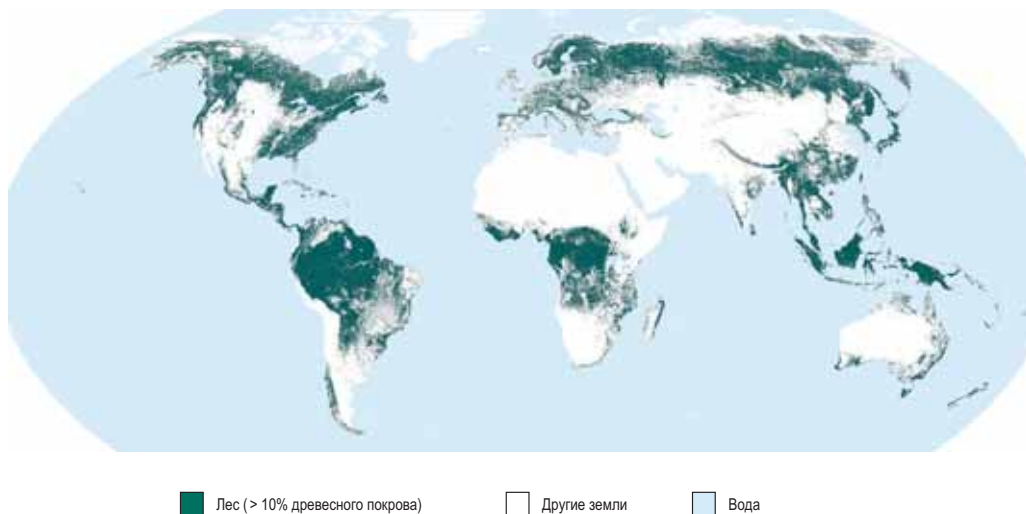 Лес ( > 10% древесного покрова) Другие земли Вода